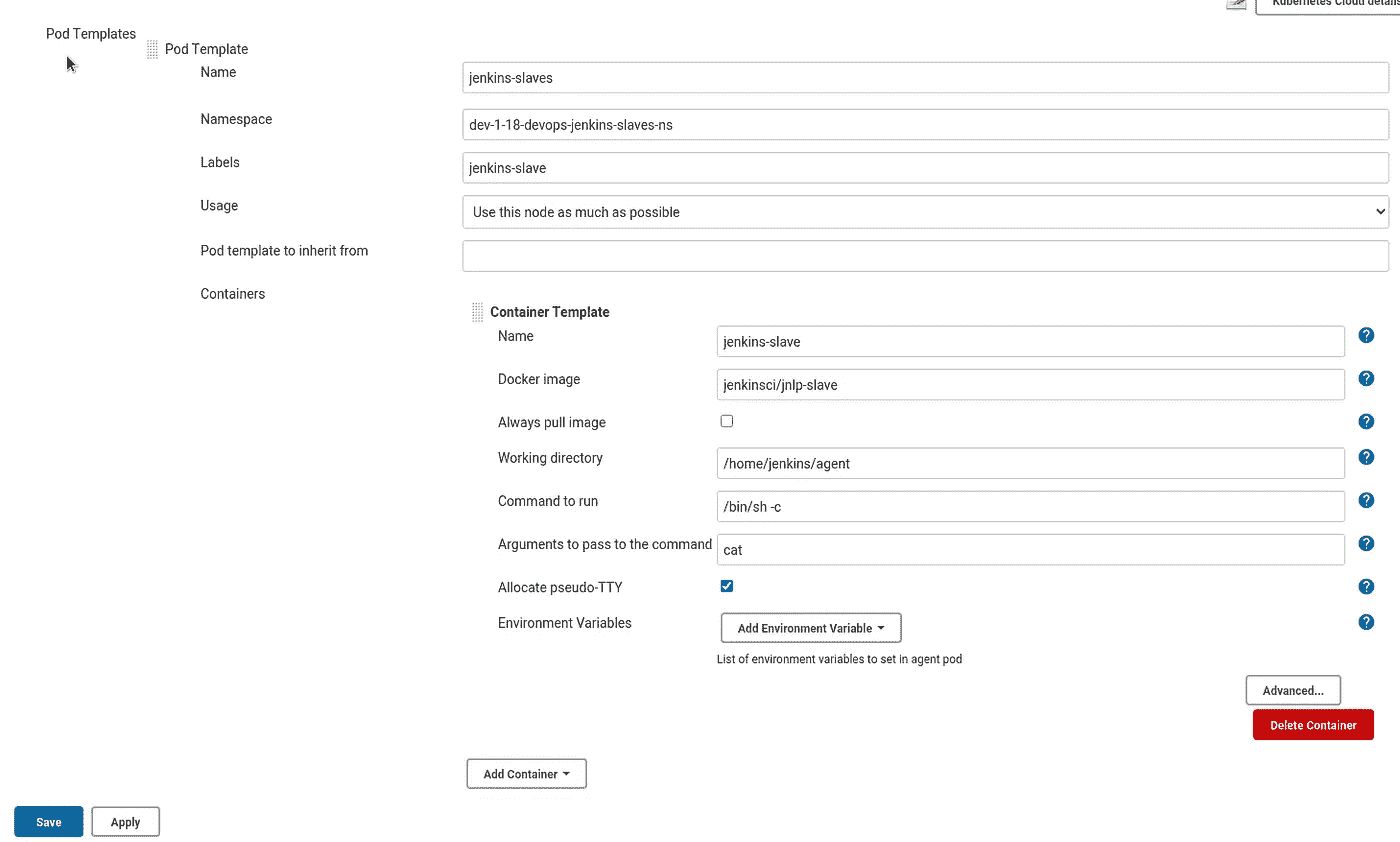 Kubernetes Cloud details
Pod Templates
Pod Template
Name
jenkins-slaves
Namespace
dev-1-18-devops-jenkins-slaves-ns
Labels
jenkins-slave
Usage
Use this node as much as possible
Pod template to inherit from
Containers
Container Template
Name
jenkins-slave
?
Docker image
jenkinsci/jnlp-slave
?
Always pull image
?
Working directory
/home/jenkins/agent
?
Command to run
/bin/sh -c
?
Arguments to pass to the command
cat
?
Allocate pseudo-TTY
?
Environment Variables
Add Environment Variable
?
List of environment variables to set in agent pod
Advanced...
Delete Container
Add Container
Save
Apply